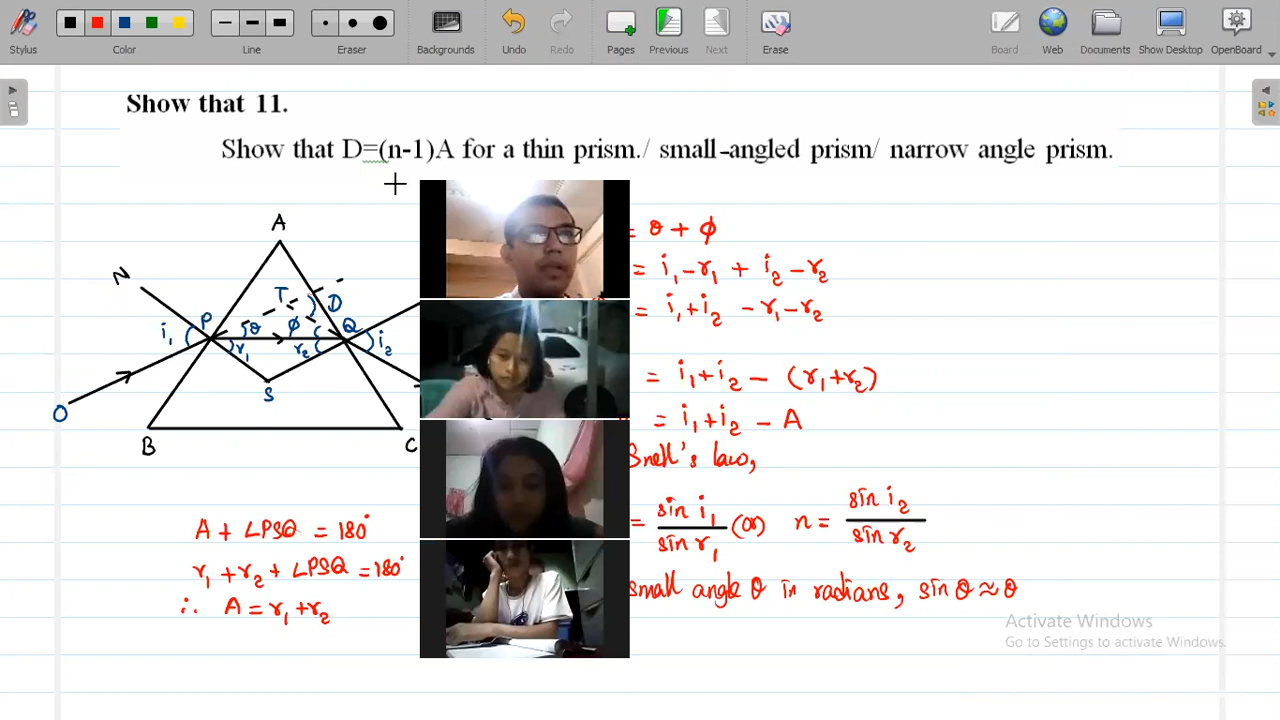 Stylus Color Line Eraser Backgrounds Undo Redo Pages Previous Next Erase Board Web Documents Show Desktop OpenBoard
Show that 11.
Show that D=(n-1)A for a thin prism./ small-angled prism/ narrow angle prism.
A
N
T
D
P
θ
ϕ
Q
i₁
r₁
r₂
i₂
S
O
B
C
A + ∠PSQ = 180°
r₁ + r₂ + ∠PSQ = 180°
∴ A = r₁ + r₂
= θ + ϕ
= i₁ - r₁ + i₂ - r₂
= i₁ + i₂ - r₁ - r₂
= i₁ + i₂ - (r₁ + r₂)
= i₁ + i₂ - A
Snell's law,
= sin i₁ / sin r₁ (or) n = sin i₂ / sin r₂
small angle θ in radians, sin θ ≈ θ
Activate Windows
Go to Settings to activate Windows.